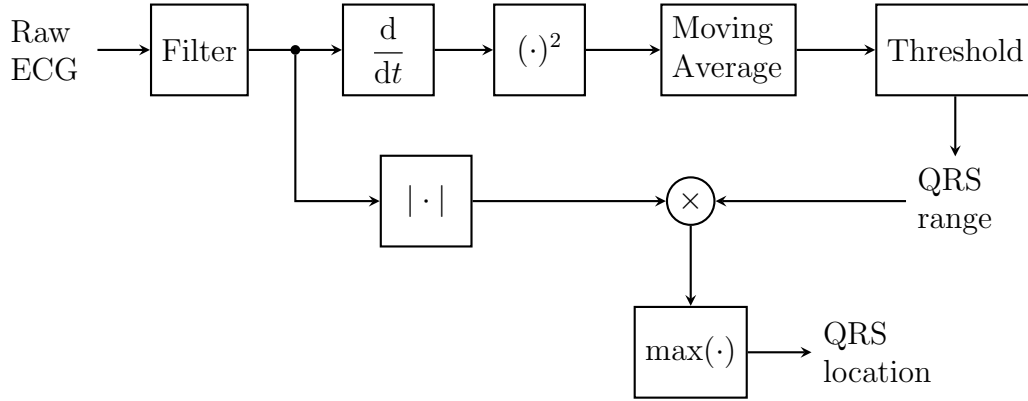 Raw
ECG
Filter
d
dt
(·)²
Moving
Average
Threshold
| · |
×
QRS
range
max(·)
QRS
location